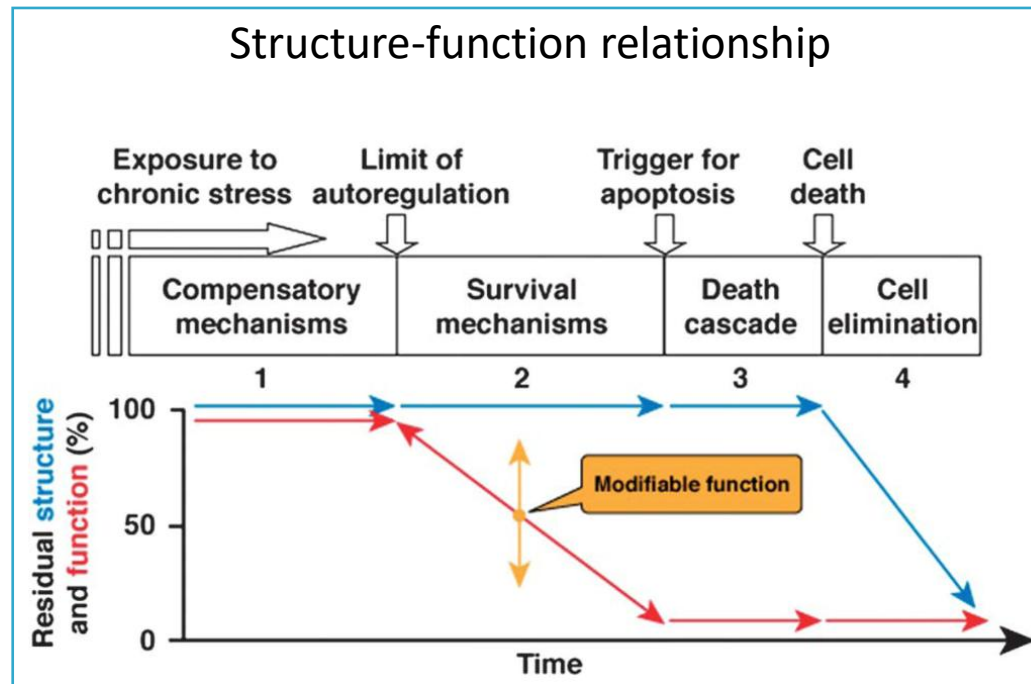 Structure-function relationship
Exposure to
chronic stress
Limit of
autoregulation
Trigger for
apoptosis
Cell
death
Compensatory
mechanisms
Survival
mechanisms
Death
cascade
Cell
elimination
1
2
3
4
Residual structure
and function (%)
100
50
0
Modifiable function
Time